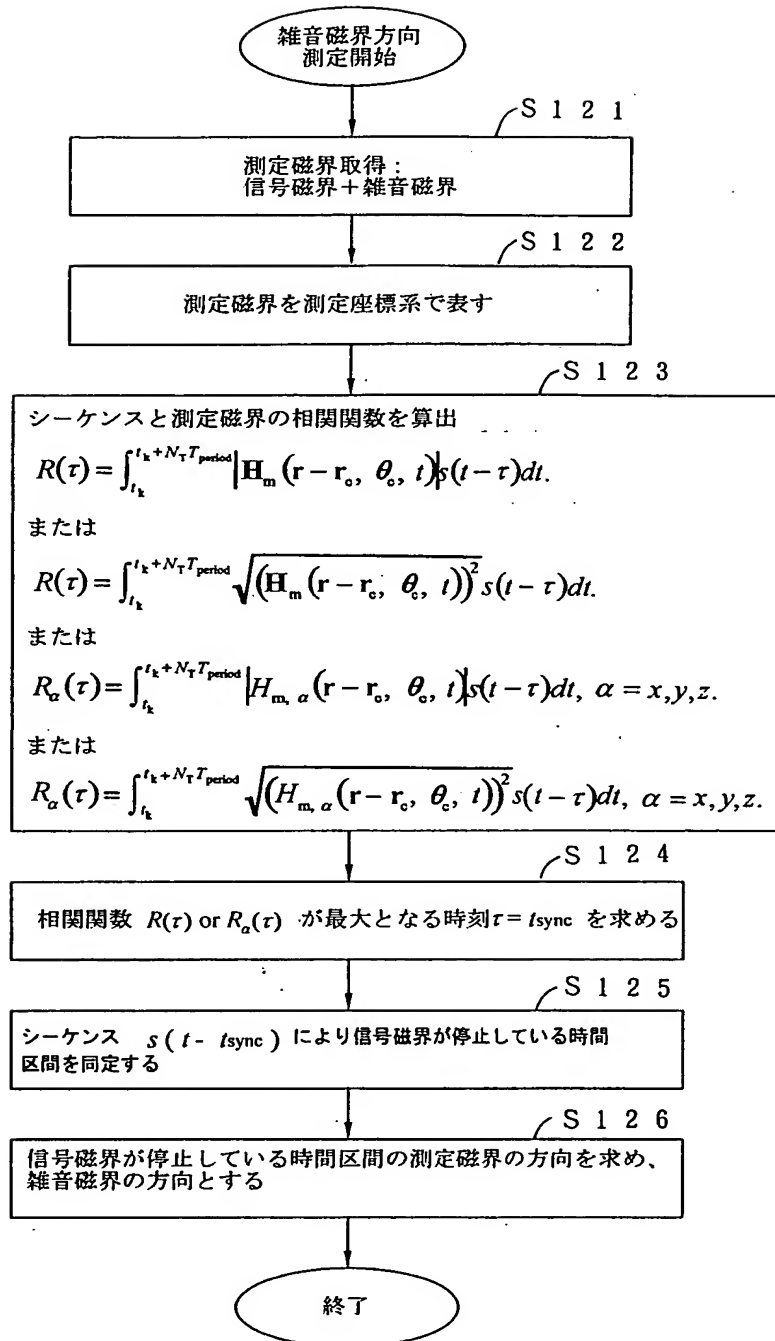 雑音磁界方向
測定開始
S121
測定磁界取得：
信号磁界＋雑音磁界
S122
測定磁界を測定座標系で表す
S123
シーケンスと測定磁界の相関関数を算出
R(τ)=∫_{t_k}^{t_k+N_T T_period} |H_m(r−r_c, θ_c, t)|s(t−τ)dt.
または
R(τ)=∫_{t_k}^{t_k+N_T T_period} √((H_m(r−r_c, θ_c, t))^2) s(t−τ)dt.
または
R_α(τ)=∫_{t_k}^{t_k+N_T T_period} |H_{m, α}(r−r_c, θ_c, t)|s(t−τ)dt, α=x,y,z.
または
R_α(τ)=∫_{t_k}^{t_k+N_T T_period} √((H_{m, α}(r−r_c, θ_c, t))^2) s(t−τ)dt, α=x,y,z.
S124
相関関数 R(τ) or R_α(τ) が最大となる時刻τ=tsync を求める
S125
シーケンス s(t- tsync) により信号磁界が停止している時間
区間を同定する
S126
信号磁界が停止している時間区間の測定磁界の方向を求め、
雑音磁界の方向とする
終了